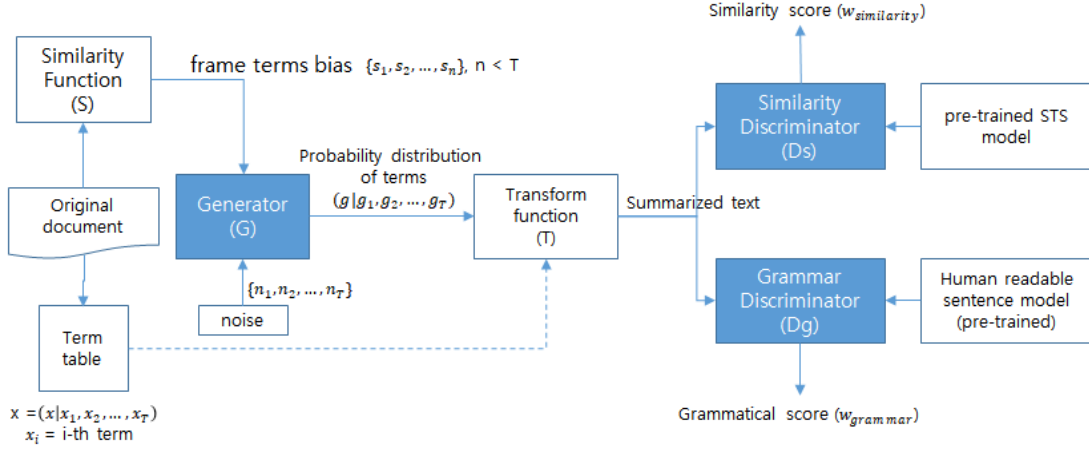 Similarity score (w_similarity)
Similarity
Function
(S)
frame terms bias {s_1, s_2, ..., s_n}, n < T
Similarity
Discriminator
(Ds)
pre-trained STS
model
Probability distribution
of terms
(g|g_1, g_2, ..., g_T)
Original
document
Generator
(G)
Transform
function
(T)
Summarized text
{n_1, n_2, ..., n_T}
noise
Grammar
Discriminator
(Dg)
Human readable
sentence model
(pre-trained)
Term
table
x =(x|x_1, x_2, ..., x_T)
x_i = i-th term
Grammatical score (w_grammar)